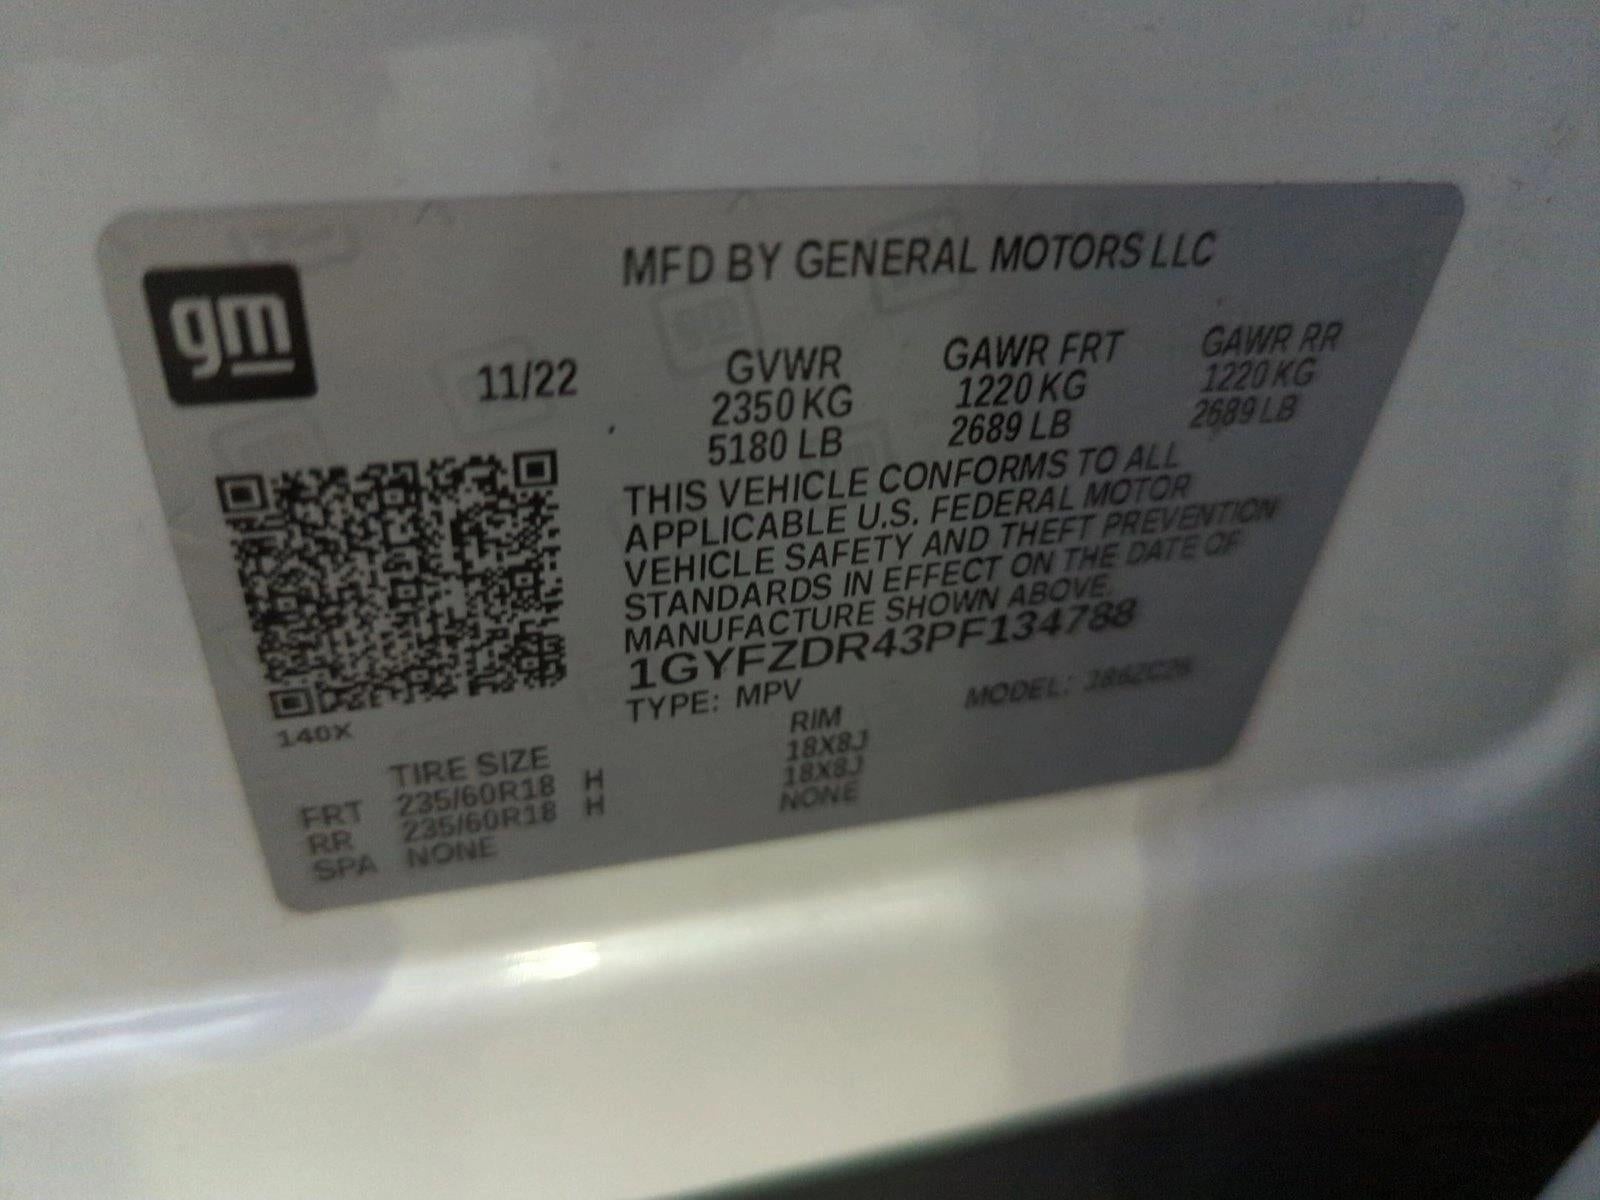 gm
MFD BY GENERAL MOTORS LLC
11/22
GVWR GAWR FRT GAWR RR
2350 KG 1220 KG 1220 KG
5180 LB 2689 LB 2689 LB
THIS VEHICLE CONFORMS TO ALL
APPLICABLE U.S. FEDERAL MOTOR
VEHICLE SAFETY AND THEFT PREVENTION
STANDARDS IN EFFECT ON THE DATE OF
MANUFACTURE SHOWN ABOVE.
1GYFZDR43PF134788
TYPE: MPV MODEL:
140X
TIRE SIZE RIM
FRT 235/60R18 H 18X8J
RR 235/60R18 H 18X8J
SPA NONE NONE